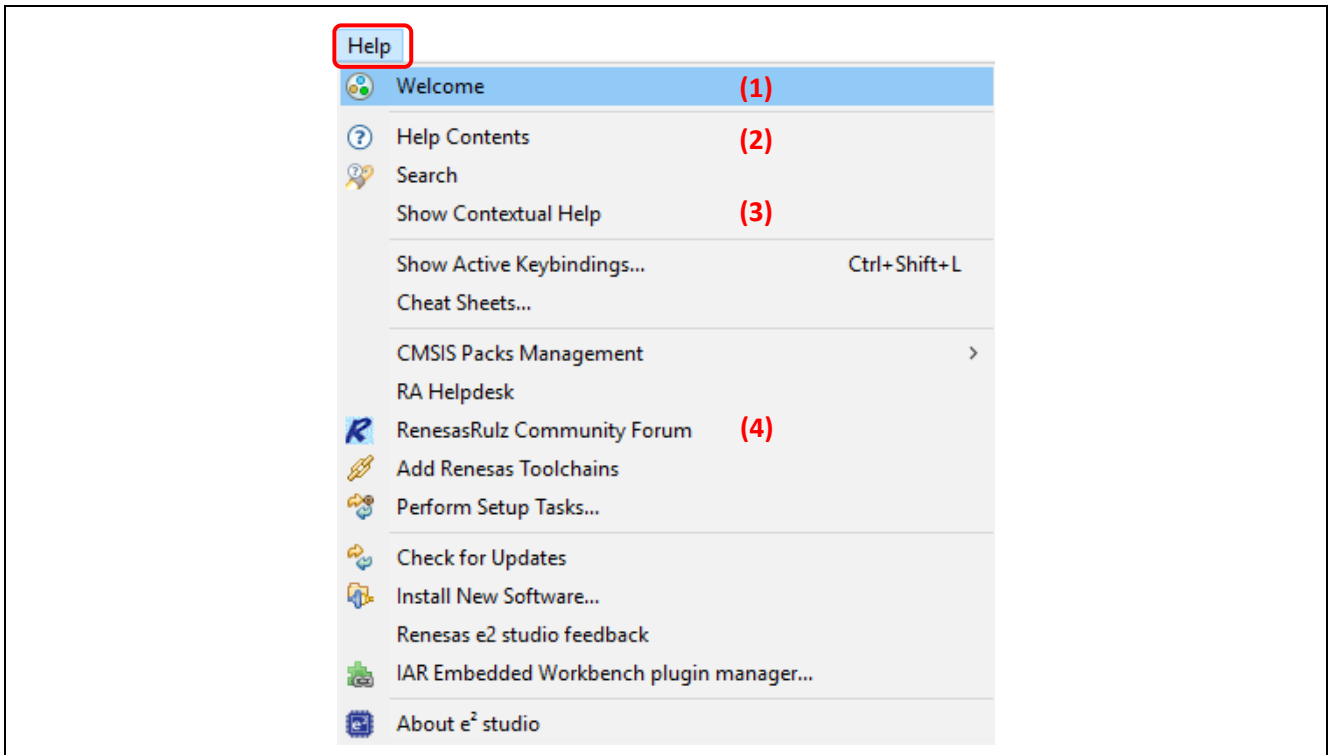 Help
Welcome (1)
Help Contents (2)
Search
Show Contextual Help (3)
Show Active Keybindings... Ctrl+Shift+L
Cheat Sheets...
CMSIS Packs Management >
RA Helpdesk
RenesasRulz Community Forum (4)
Add Renesas Toolchains
Perform Setup Tasks...
Check for Updates
Install New Software...
Renesas e2 studio feedback
IAR Embedded Workbench plugin manager...
About e² studio